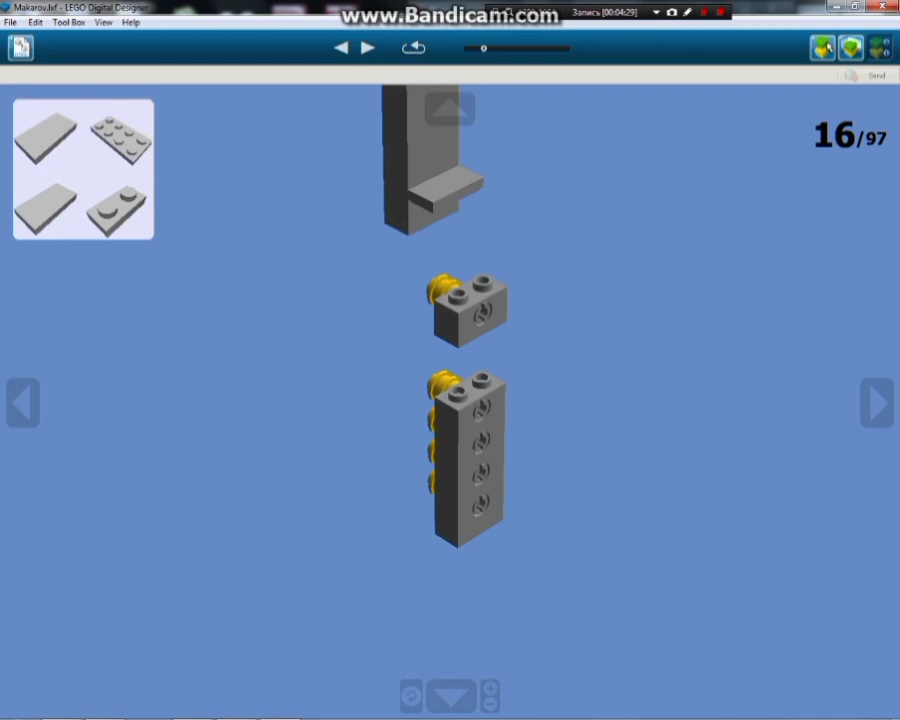 Makarov.lxf - LEGO Digital Designer
www.Bandicam.com
Запись [00:04:29]
File Edit Tool Box View Help
Send
16/97